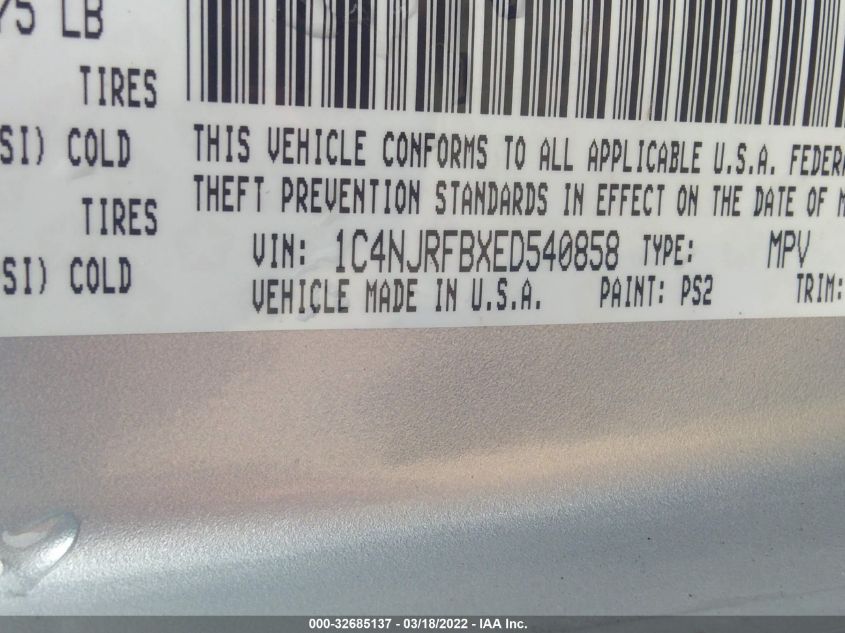 75 LB
TIRES
SI) COLD
THIS VEHICLE CONFORMS TO ALL APPLICABLE U.S.A. FEDERA
THEFT PREVENTION STANDARDS IN EFFECT ON THE DATE OF M
TIRES
VIN: 1C4NJRFBXED540858 TYPE: MPV
SI) COLD
VEHICLE MADE IN U.S.A. PAINT: PS2 TRIM:
000-32685137 - 03/18/2022 - IAA Inc.